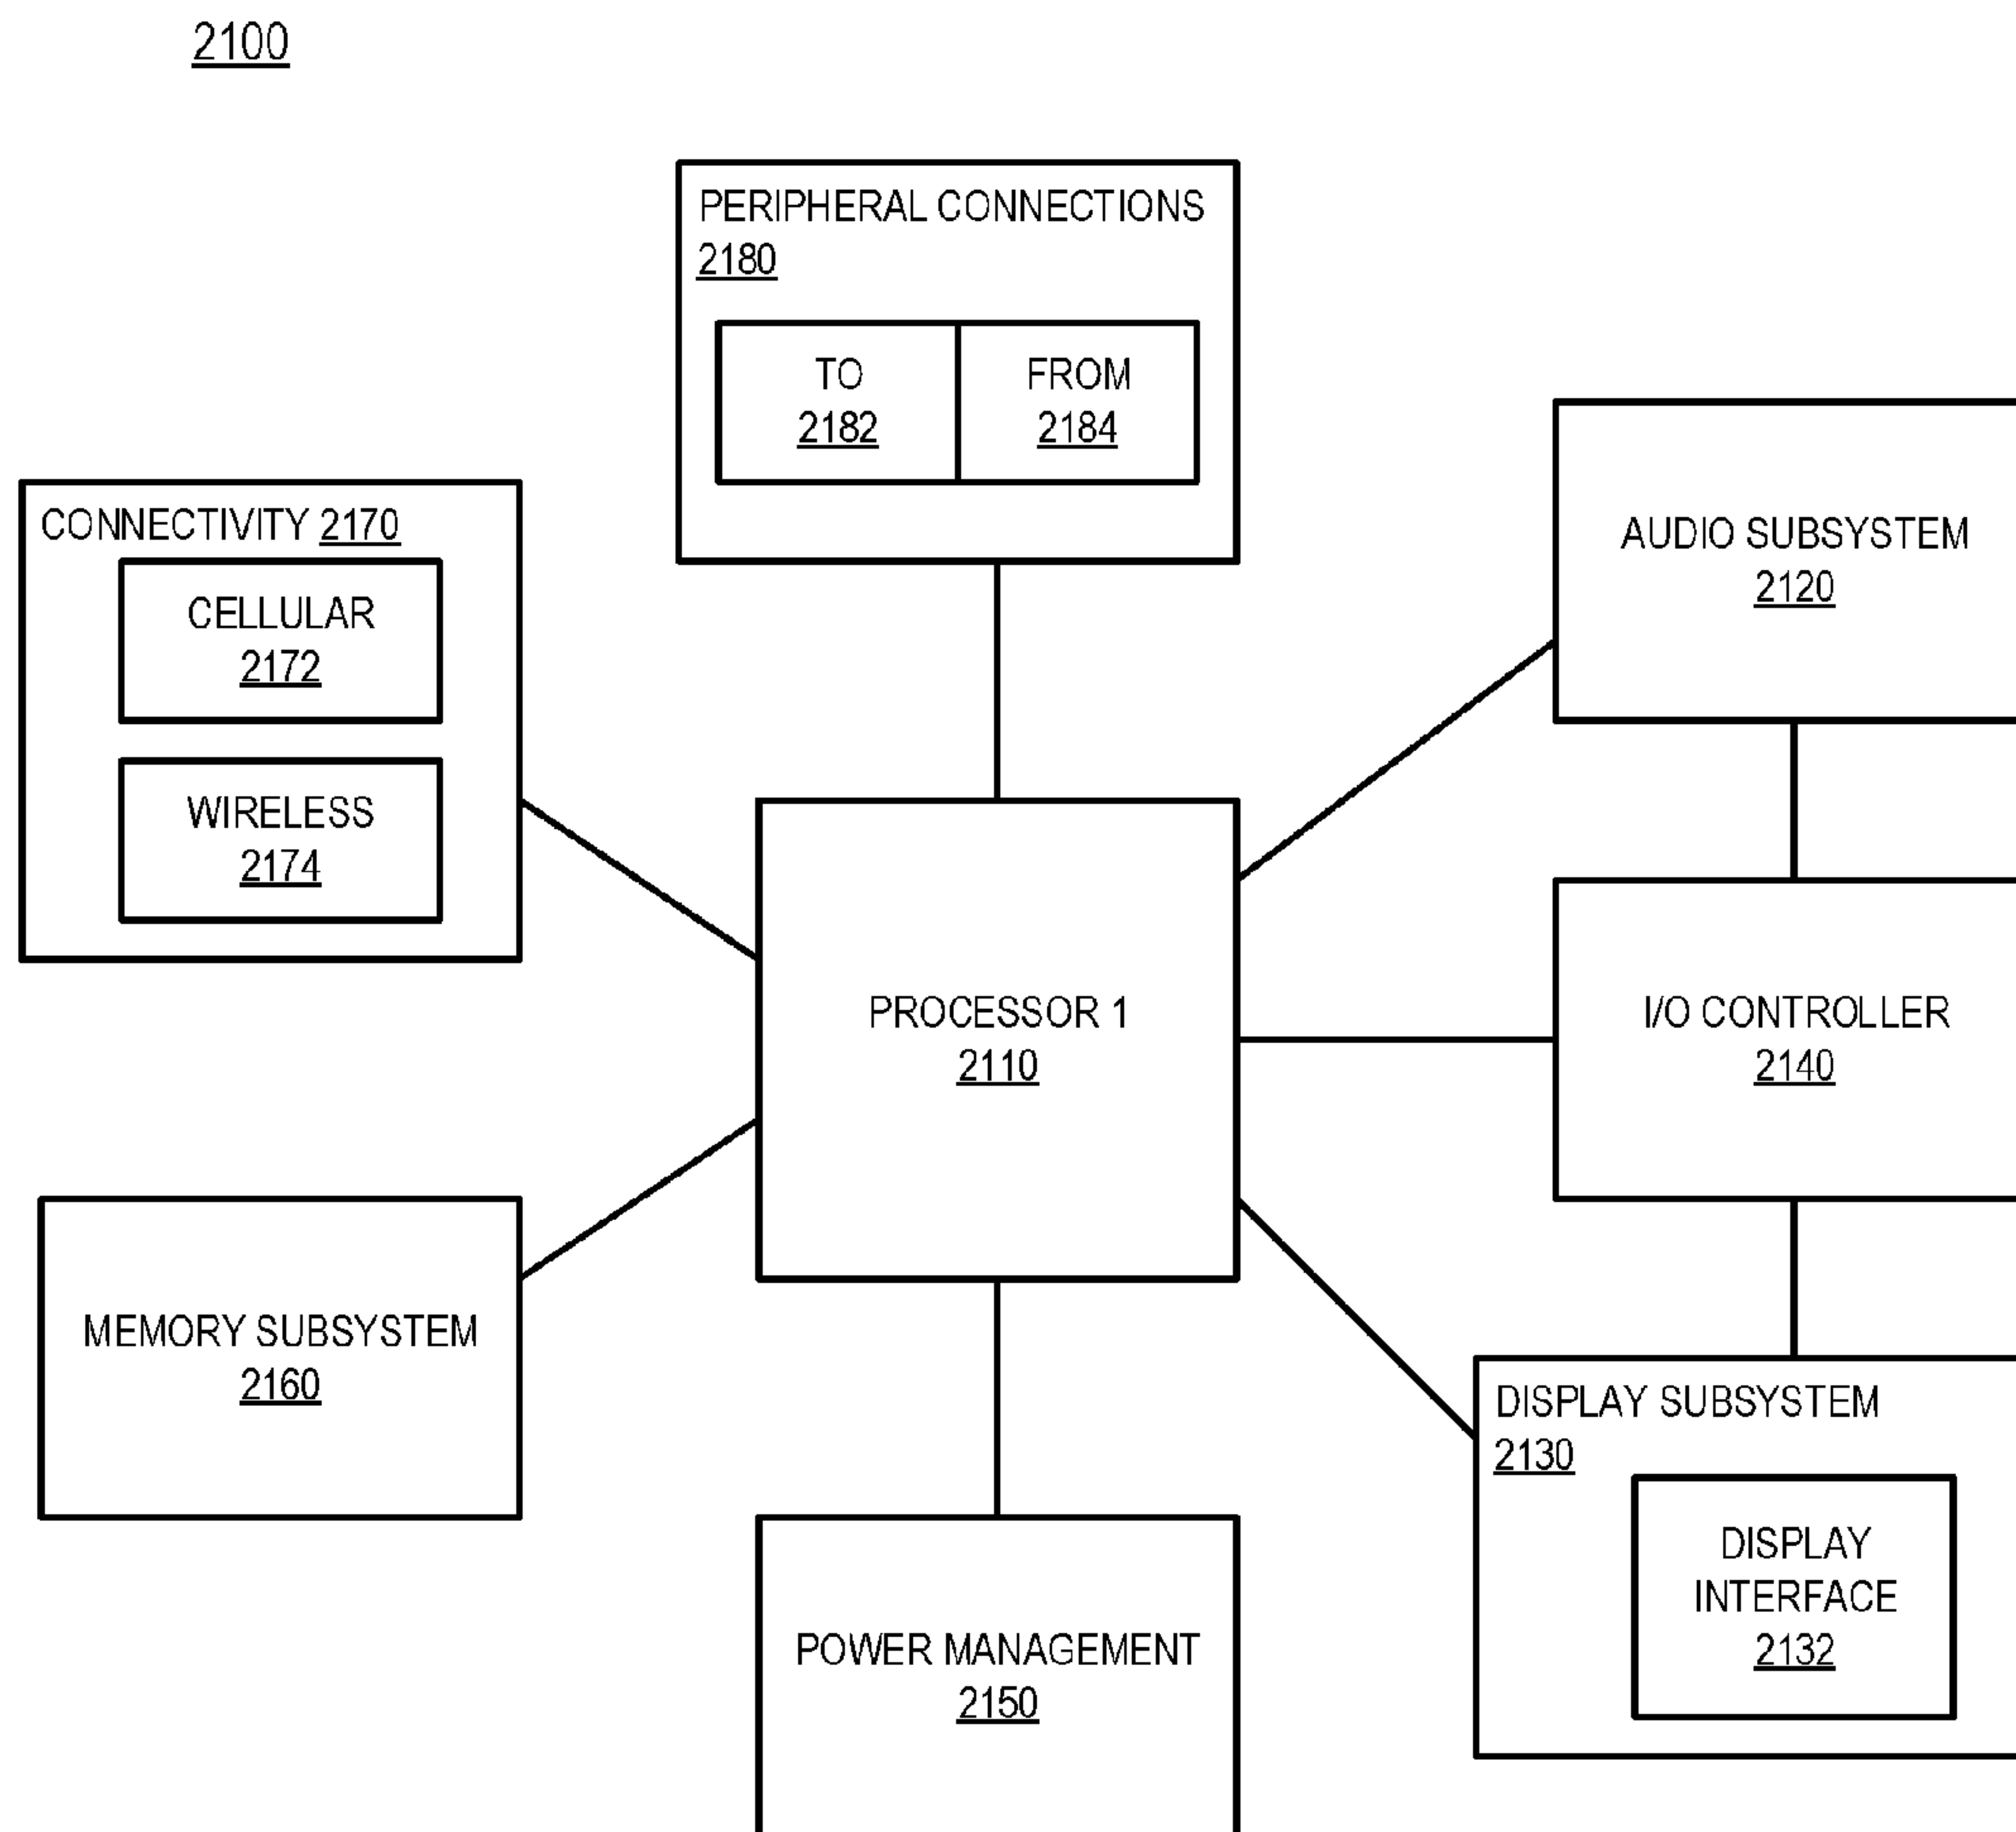 2100
PERIPHERAL CONNECTIONS
2180
TO
2182
FROM
2184
CONNECTIVITY 2170
CELLULAR
2172
WIRELESS
2174
AUDIO SUBSYSTEM
2120
PROCESSOR 1
2110
I/O CONTROLLER
2140
MEMORY SUBSYSTEM
2160
DISPLAY SUBSYSTEM
2130
DISPLAY
INTERFACE
2132
POWER MANAGEMENT
2150